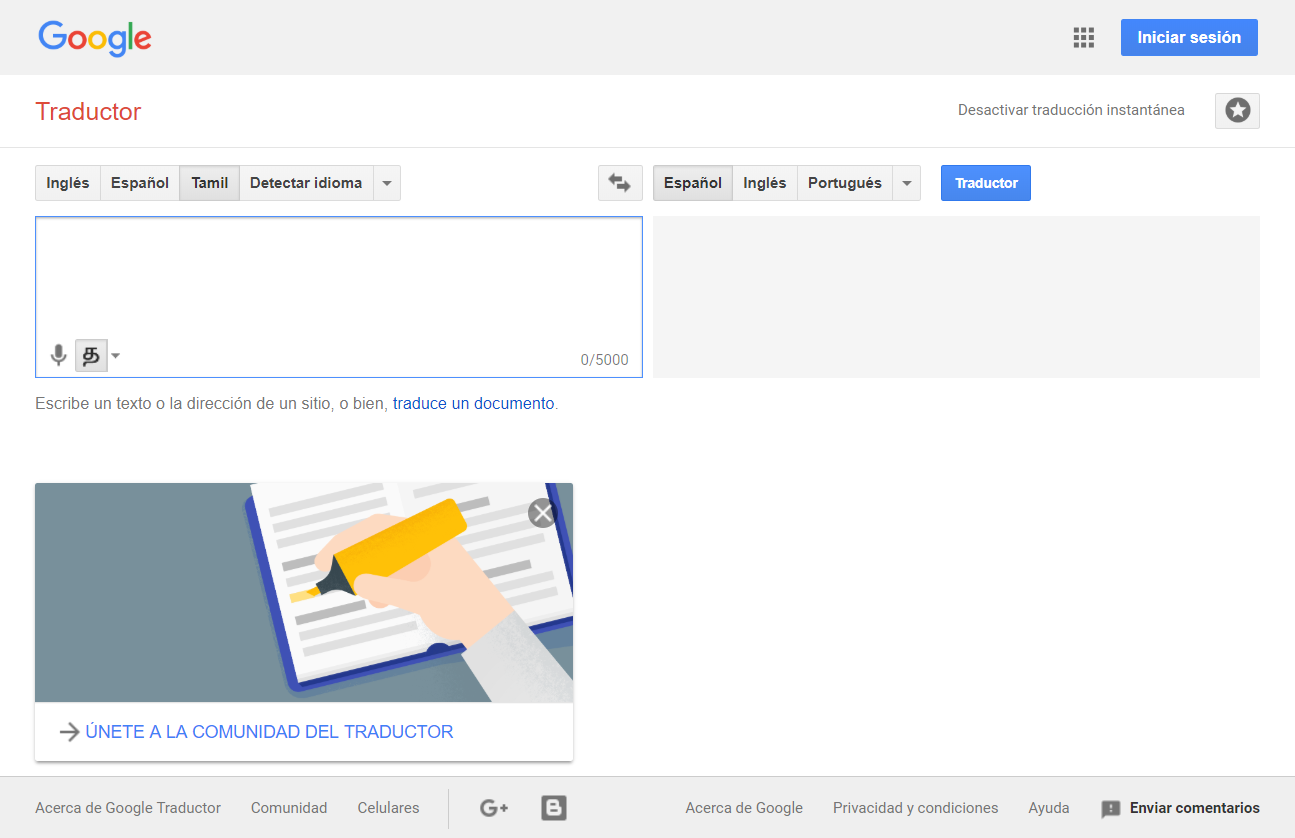 Google
Iniciar sesión
Traductor
Desactivar traducción instantánea
Inglés Español Tamil Detectar idioma
Español Inglés Portugués
Traductor
த
0/5000
Escribe un texto o la dirección de un sitio, o bien, traduce un documento.
ÚNETE A LA COMUNIDAD DEL TRADUCTOR
Acerca de Google Traductor Comunidad Celulares
G+
Acerca de Google Privacidad y condiciones Ayuda Enviar comentarios